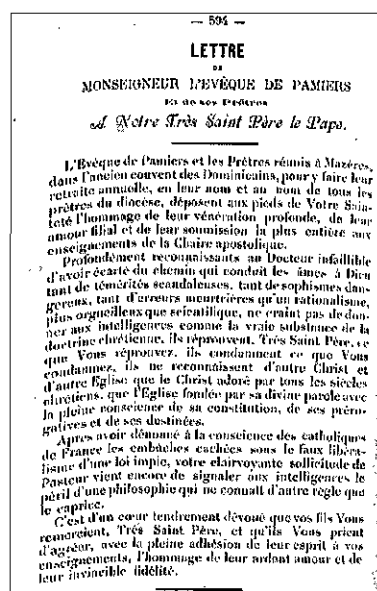 — 594 —
LETTRE
DE
MONSEIGNEUR L'EVÊQUE DE PAMIERS
Et de ses Prêtres
A Notre Très Saint Père le Pape.
L'Evêque de Pamiers et les Prêtres réunis à Mazères,
dans l'ancien couvent des Dominicains, pour y faire leur
retraite annuelle, en leur nom et au nom de tous les
prêtres du diocèse, déposent aux pieds de Votre Sain-
teté l'hommage de leur vénération profonde, de leur
amour filial et de leur soumission la plus entière aux
enseignements de la Chaire apostolique.
Profondément reconnaissants au Docteur infaillible
d'avoir écarté du chemin qui conduit les âmes à Dieu
tant de témérités scandaleuses, tant de sophismes dan-
gereux, tant d'erreurs meurtrières qu'un rationalisme,
plus orgueilleux que scientifique, ne craint pas de don-
ner aux intelligences comme la vraie substance de la
doctrine chrétienne, ils réprouvent, Très Saint Père, ce
que Vous réprouvez, ils condamnent ce que Vous
condamnez, ils ne reconnaissent d'autre Christ et
d'autre Eglise que le Christ adoré par tous les siècles
chrétiens, que l'Eglise fondée par sa divine parole avec
la pleine conscience de sa constitution, de ses préro-
gatives et de ses destinées.
Après avoir dénoncé à la conscience des catholiques
de France les embûches cachées sous le faux libéra-
lisme d'une loi impie, votre clairvoyante sollicitude de
Pasteur vient encore de signaler aux intelligences le
péril d'une philosophie qui ne connaît d'autre règle que
le caprice.
C'est d'un cœur tendrement dévoué que vos fils Vous
remercient, Très Saint Père, et qu'ils Vous prient
d'agréer, avec la pleine adhésion de leur esprit à vos
enseignements, l'hommage de leur ardent amour et de
leur invincible fidélité.